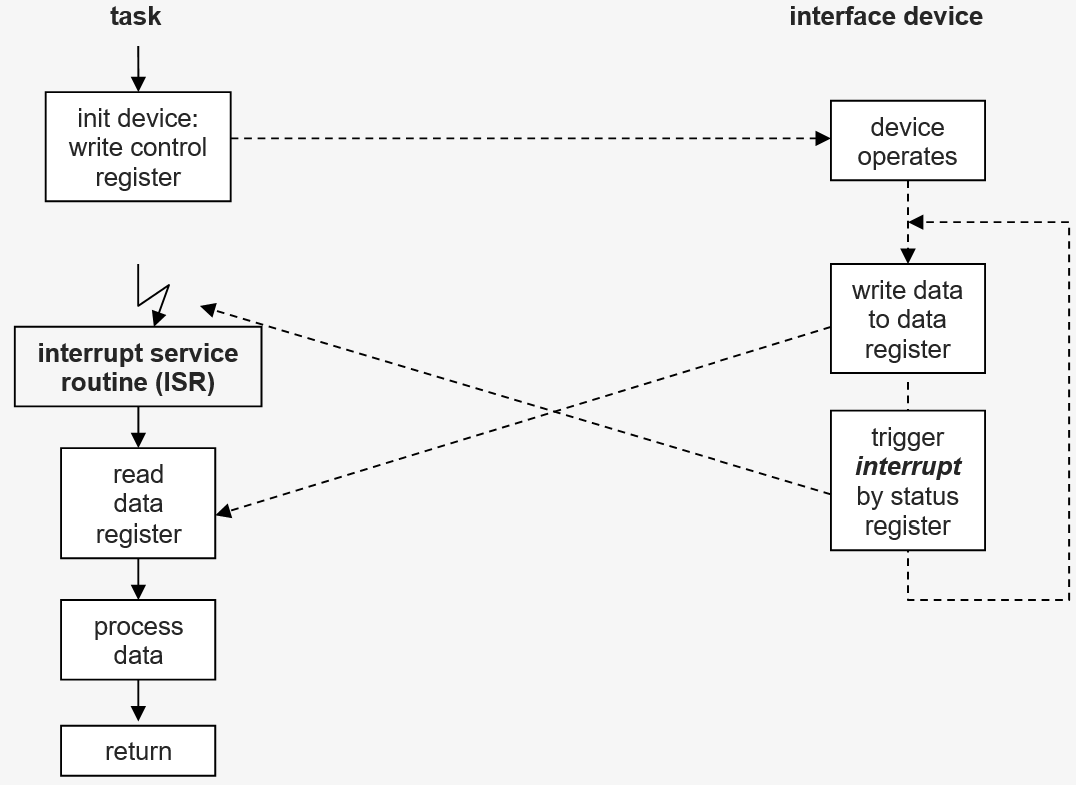 task
interface device
init device:
write control
register
device
operates
write data
to data
register
interrupt service
routine (ISR)
trigger
interrupt
by status
register
read
data
register
process
data
return